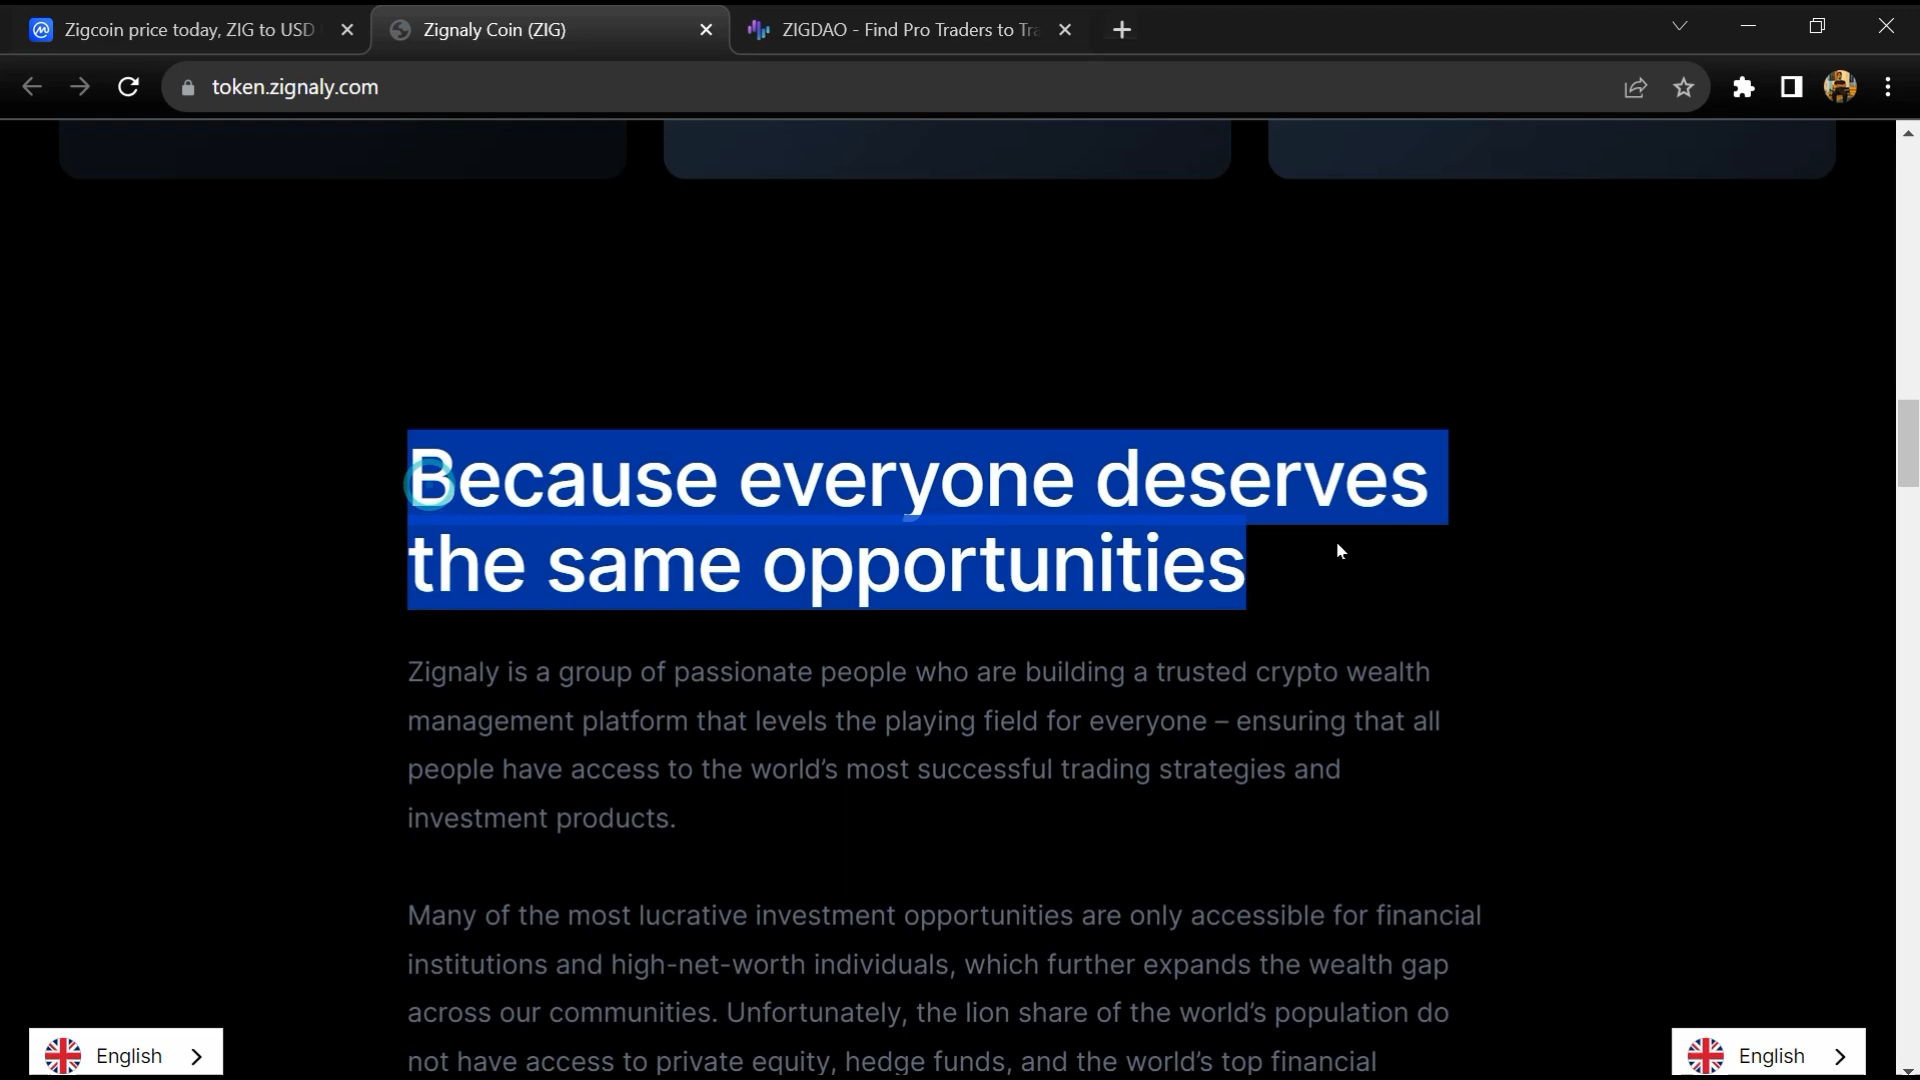 Zigcoin price today, ZIG to USD
Zignaly Coin (ZIG)
ZIGDAO - Find Pro Traders to Tra
token.zignaly.com
Because everyone deserves
the same opportunities
Zignaly is a group of passionate people who are building a trusted crypto wealth
management platform that levels the playing field for everyone – ensuring that all
people have access to the world’s most successful trading strategies and
investment products.
Many of the most lucrative investment opportunities are only accessible for financial
institutions and high-net-worth individuals, which further expands the wealth gap
across our communities. Unfortunately, the lion share of the world’s population do
not have access to private equity, hedge funds, and the world’s top financial
English
English